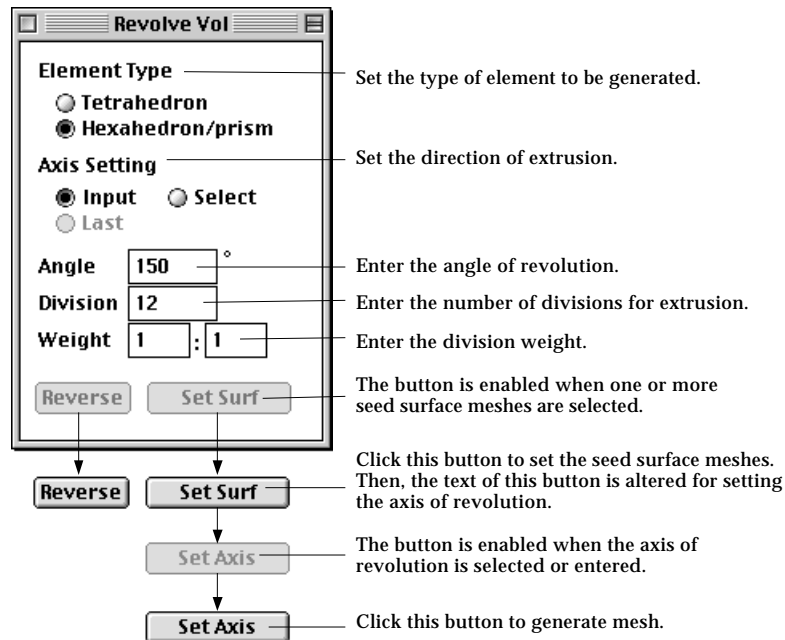 Revolve Vol
Element Type
Set the type of element to be generated.
Tetrahedron
Hexahedron/prism
Axis Setting
Set the direction of extrusion.
Input Select
Last
Angle 150 °
Enter the angle of revolution.
Division 12
Enter the number of divisions for extrusion.
Weight 1 : 1
Enter the division weight.
Reverse Set Surf
The button is enabled when one or more
seed surface meshes are selected.
Reverse Set Surf
Click this button to set the seed surface meshes.
Then, the text of this button is altered for setting
the axis of revolution.
Set Axis
The button is enabled when the axis of
revolution is selected or entered.
Set Axis
Click this button to generate mesh.